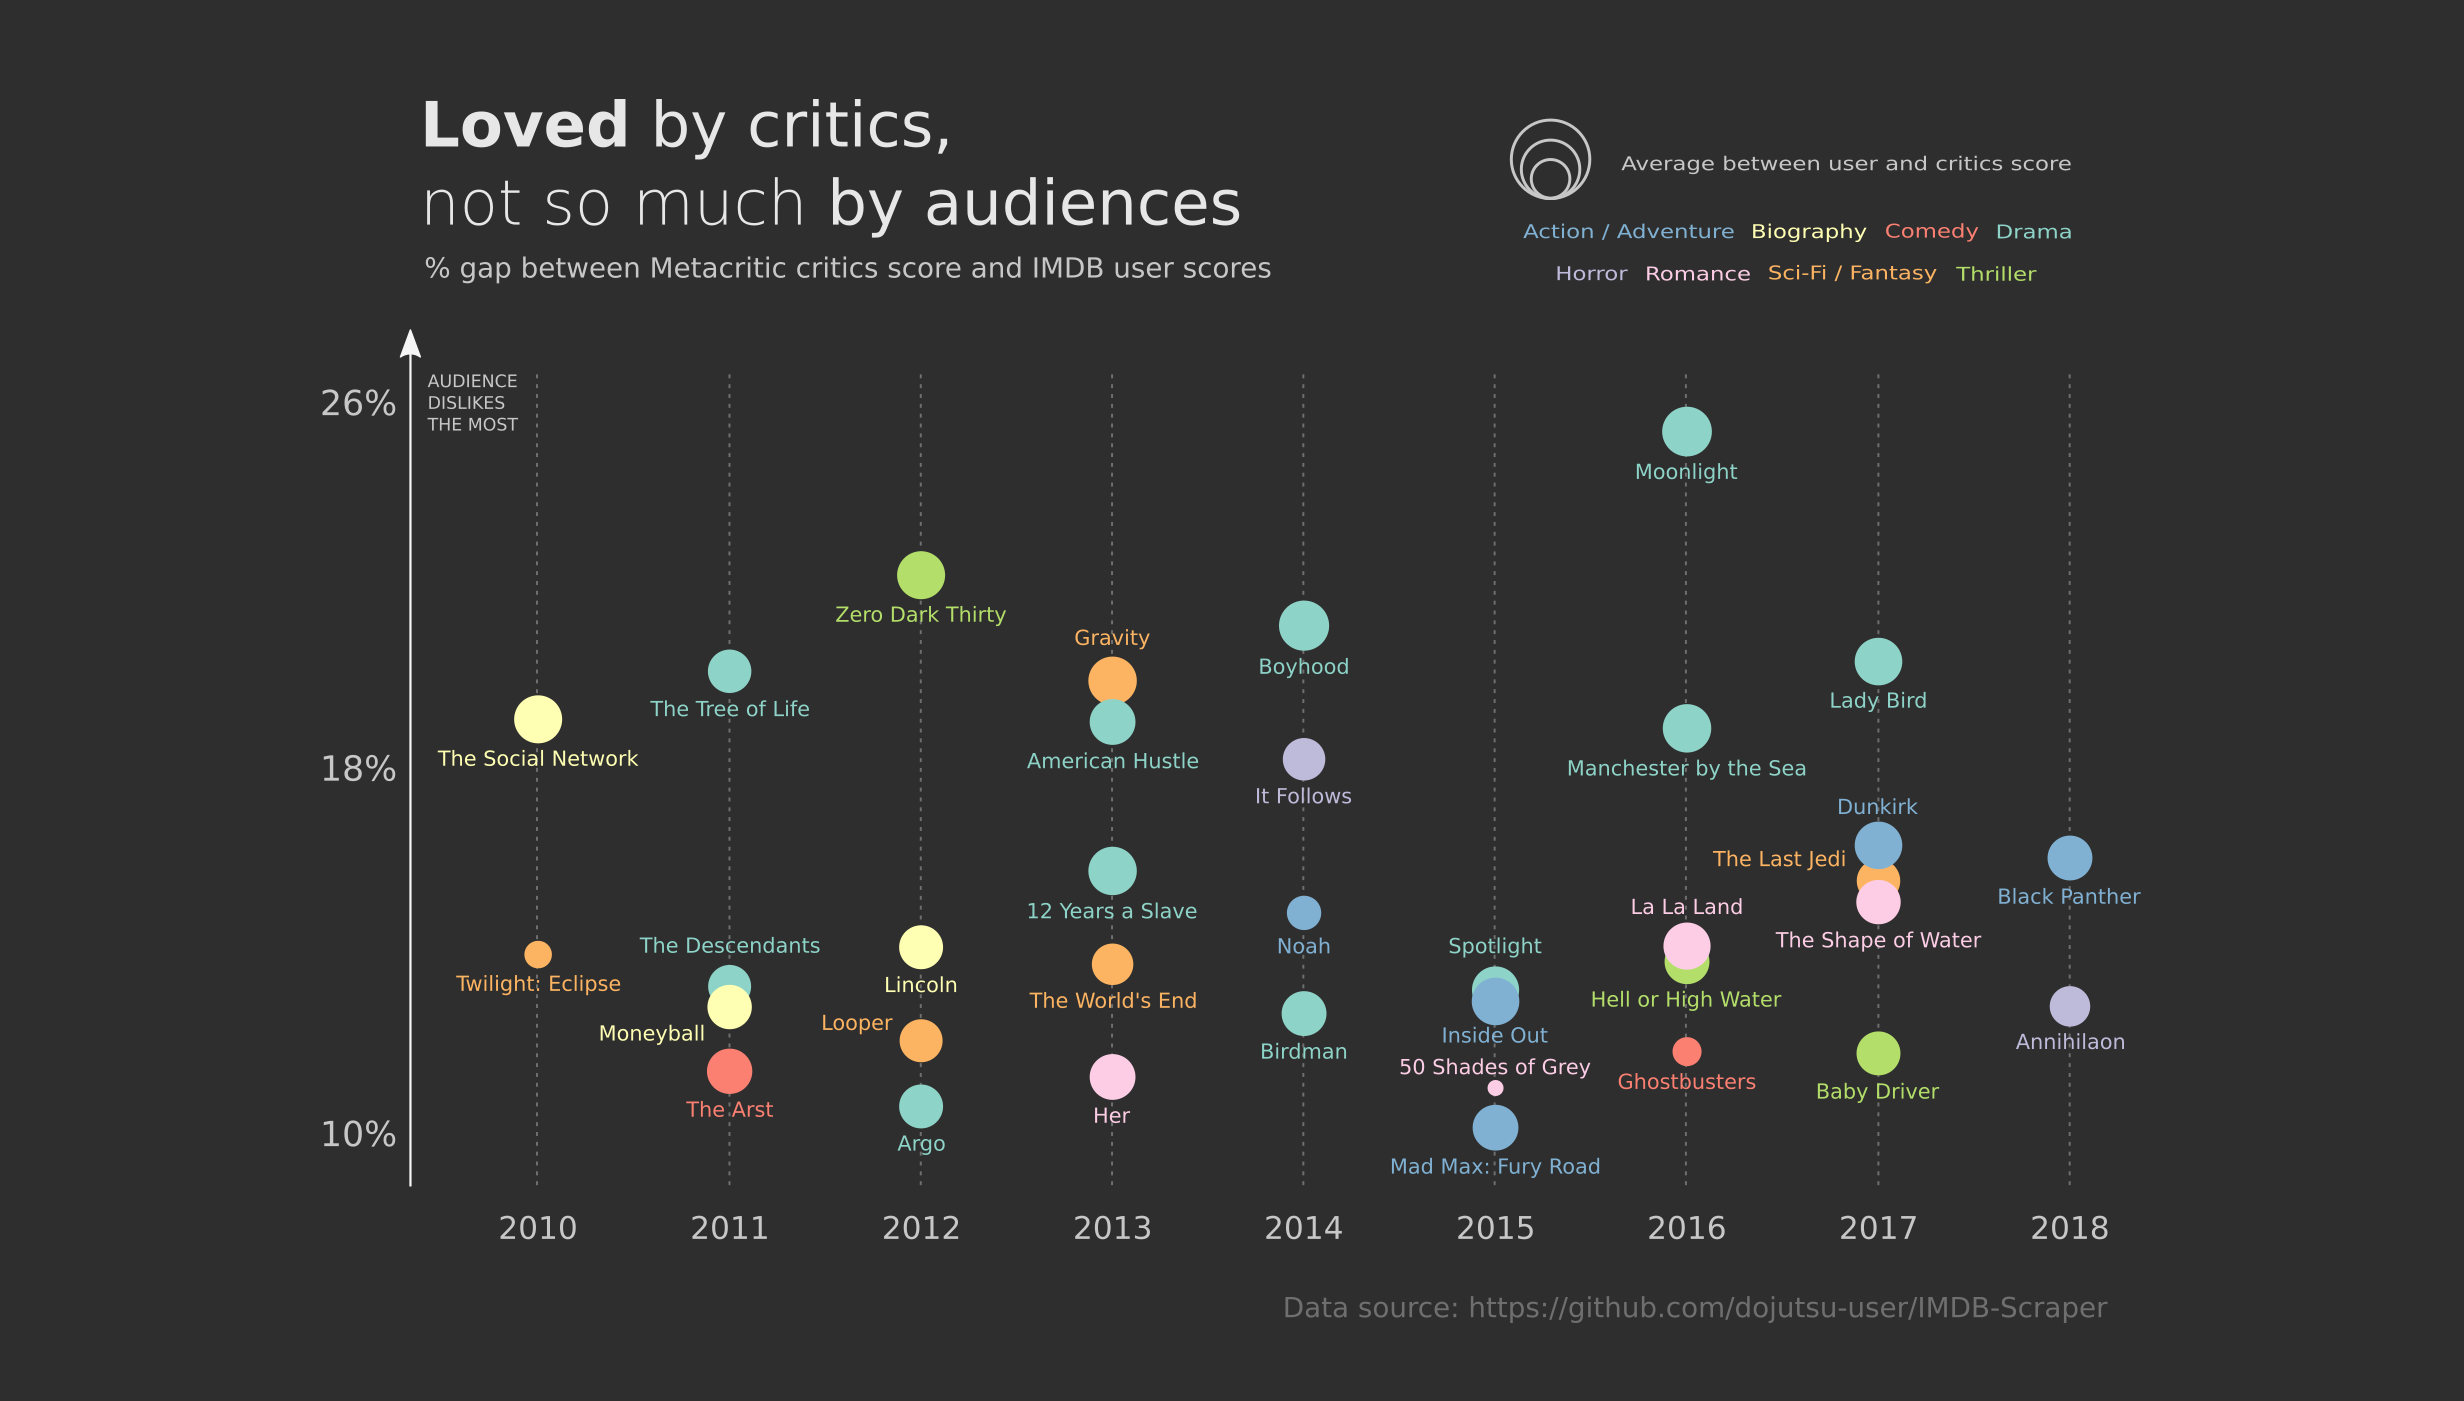 Loved by critics,
not so much by audiences
% gap between Metacritic critics score and IMDB user scores
Average between user and critics score
Action / Adventure Biography Comedy Drama
Horror Romance Sci-Fi / Fantasy Thriller
AUDIENCE
DISLIKES
THE MOST
26%
18%
10%
The Social Network
Twilight: Eclipse
The Tree of Life
The Descendants
Moneyball
The Arst
Zero Dark Thirty
Lincoln
Looper
Argo
Gravity
American Hustle
12 Years a Slave
The World's End
Her
Boyhood
It Follows
Noah
Birdman
Spotlight
Inside Out
50 Shades of Grey
Mad Max: Fury Road
Moonlight
Manchester by the Sea
La La Land
Hell or High Water
Ghostbusters
Lady Bird
Dunkirk
The Last Jedi
The Shape of Water
Baby Driver
Black Panther
Annihilaon
2010 2011 2012 2013 2014 2015 2016 2017 2018
Data source: https://github.com/dojutsu-user/IMDB-Scraper